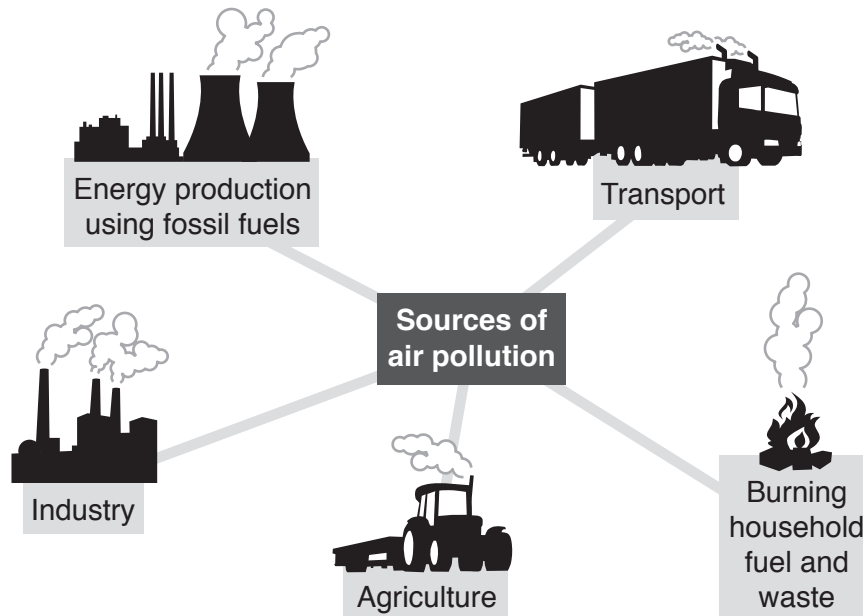 Energy production
using fossil fuels
Transport
Sources of
air pollution
Industry
Agriculture
Burning
household
fuel and
waste